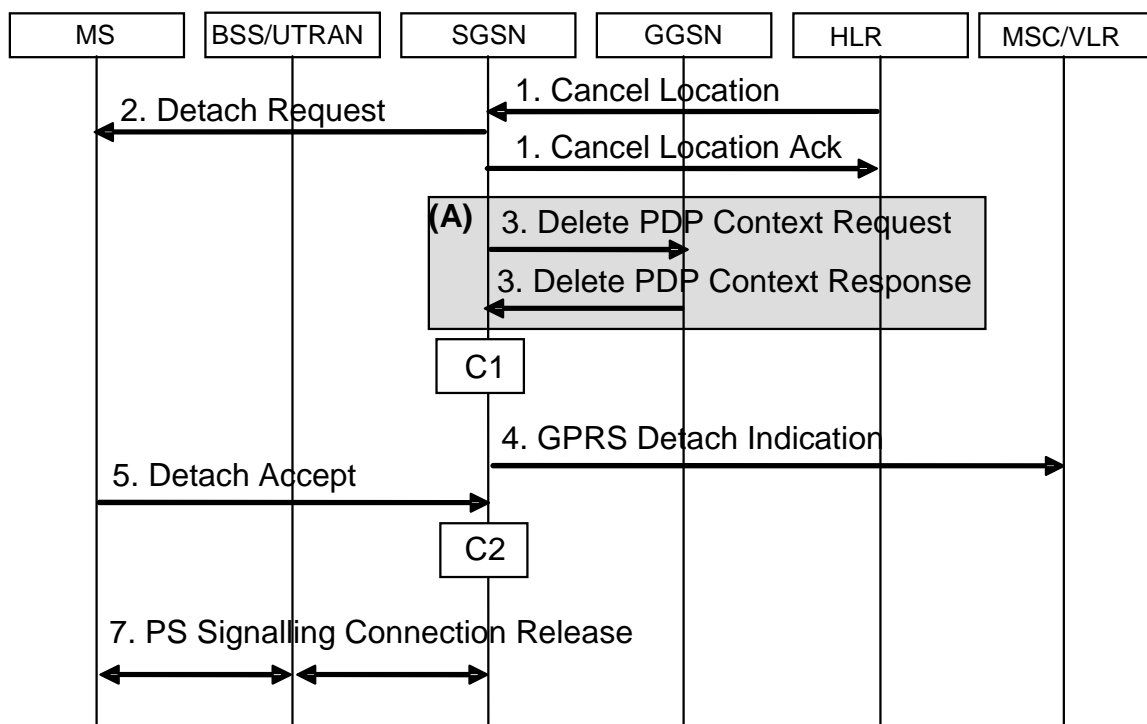 MS
BSS/UTRAN
SGSN
GGSN
HLR
MSC/VLR
1. Cancel Location
2. Detach Request
1. Cancel Location Ack
(A)
3. Delete PDP Context Request
3. Delete PDP Context Response
C1
4. GPRS Detach Indication
5. Detach Accept
C2
7. PS Signalling Connection Release